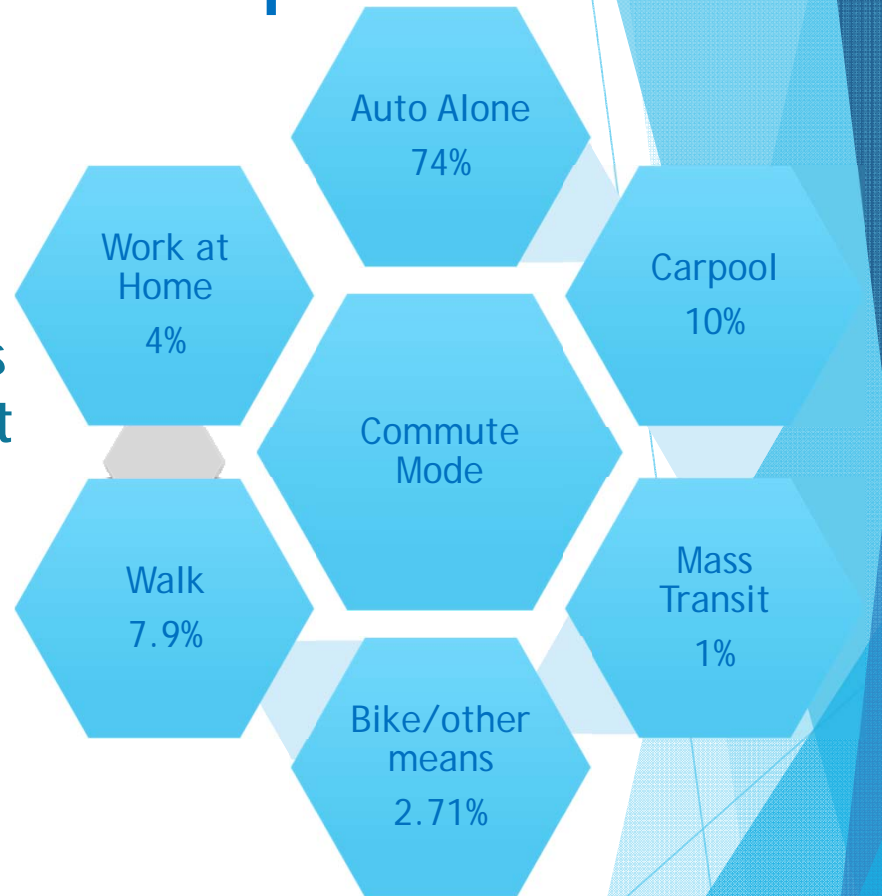 Auto Alone
74%
Work at
Home
4%
Carpool
10%
Commute
Mode
Walk
7.9%
Mass
Transit
1%
Bike/other
means
2.71%